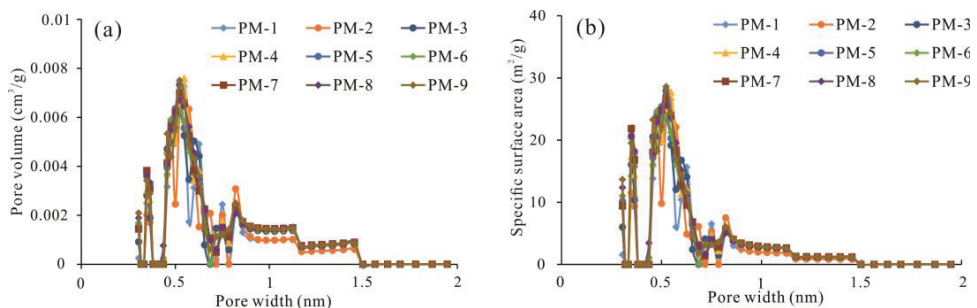 (a)
PM-1 PM-2 PM-3
PM-4 PM-5 PM-6
PM-7 PM-8 PM-9
Pore volume (cm³/g)
0.01
0.008
0.006
0.004
0.002
0
0 0.5 1 1.5 2
Pore width (nm)
(b)
PM-1 PM-2 PM-3
PM-4 PM-5 PM-6
PM-7 PM-8 PM-9
Specific surface area (m²/g)
40
30
20
10
0
0 0.5 1 1.5 2
Pore width (nm)